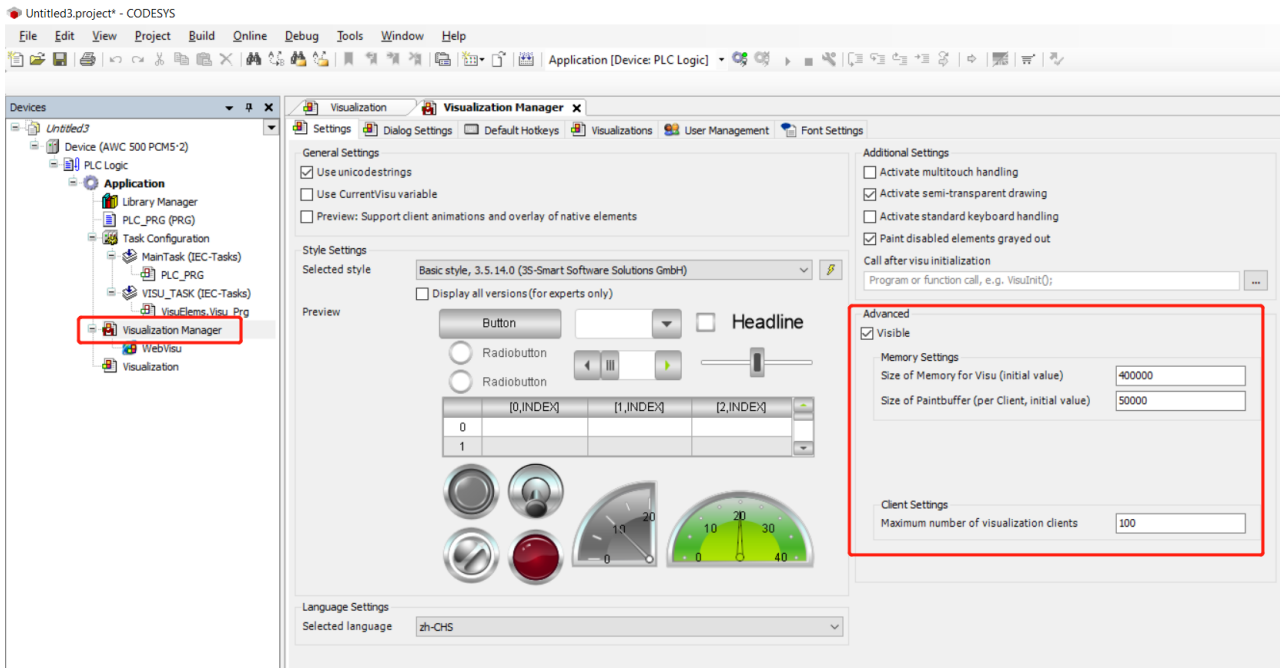 Untitled3.project* - CODESYS
File Edit View Project Build Online Debug Tools Window Help
Application [Device: PLC Logic]
Devices
Untitled3
Device (AWC 500 PCM5-2)
PLC Logic
Application
Library Manager
PLC_PRG (PRG)
Task Configuration
MainTask (IEC-Tasks)
PLC_PRG
VISU_TASK (IEC-Tasks)
VisuElems.Visu_Prg
Visualization Manager
WebVisu
Visualization
Visualization Visualization Manager
Settings Dialog Settings Default Hotkeys Visualizations User Management Font Settings
General Settings
Use unicodestrings
Use CurrentVisu variable
Preview: Support client animations and overlay of native elements
Style Settings
Selected style Basic style, 3.5.14.0 (3S-Smart Software Solutions GmbH)
Display all versions (for experts only)
Preview
Button Headline
Radiobutton
Radiobutton
[0,INDEX] [1,INDEX] [2,INDEX]
0
1
0 10 20
0 10 20 30 40
Language Settings
Selected language zh-CHS
Additional Settings
Activate multitouch handling
Activate semi-transparent drawing
Activate standard keyboard handling
Paint disabled elements grayed out
Call after visu initialization
Program or function call, e.g. VisuInit(); ...
Advanced
Visible
Memory Settings
Size of Memory for Visu (initial value) 400000
Size of Paintbuffer (per Client, initial value) 50000
Client Settings
Maximum number of visualization clients 100